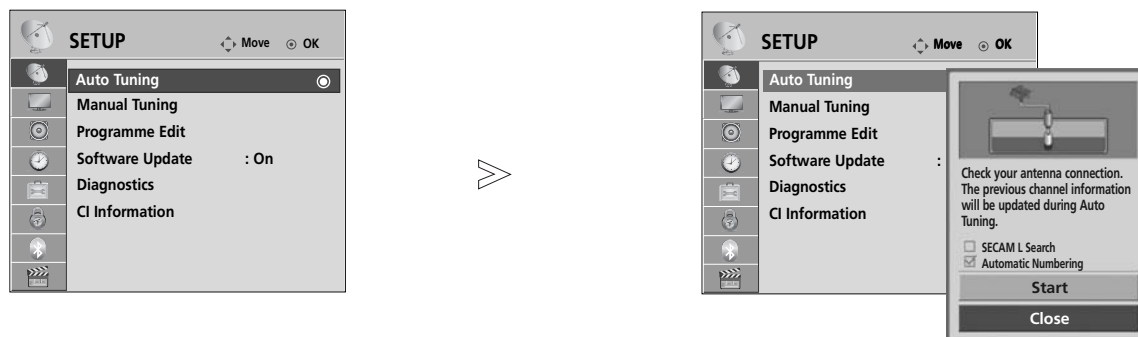 SETUP Move OK
Auto Tuning
Manual Tuning
Programme Edit
Software Update : On
Diagnostics
CI Information
SETUP Move OK
Auto Tuning
Manual Tuning
Programme Edit
Software Update :
Diagnostics
CI Information
Check your antenna connection.
The previous channel information
will be updated during Auto
Tuning.
SECAM L Search
Automatic Numbering
Start
Close